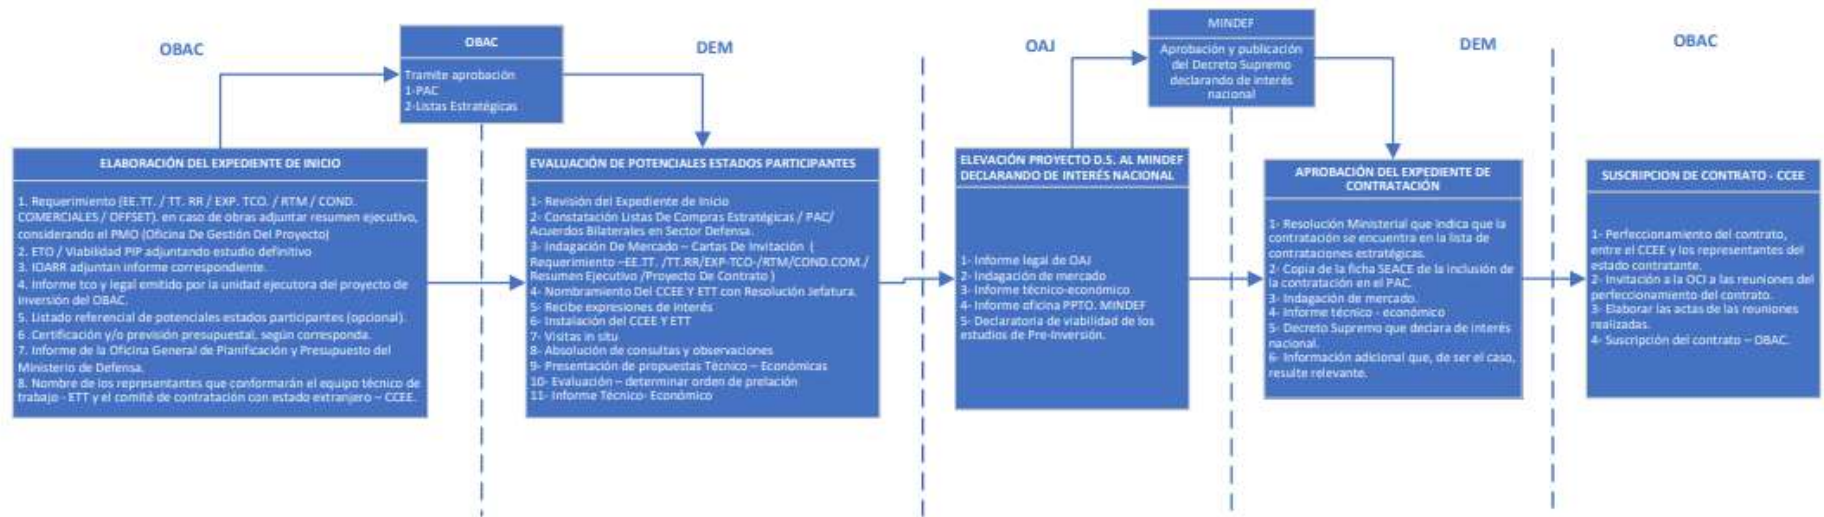 OBAC
OBAC
Tramite aprobación
1-PAC
2-Listas Estratégicas
DEM
OAJ
MINDEF
Aprobación y publicación
del Decreto Supremo
declarando de interés
nacional
DEM
OBAC
ELABORACIÓN DEL EXPEDIENTE DE INICIO
1. Requerimiento (EE.TT. / TT. RR / EXP. TCO. / RTM / COND.
COMERCIALES / OFFSET). en caso de obras adjuntar resumen ejecutivo,
considerando el PMO (Oficina De Gestión Del Proyecto)
2. ETO / Viabilidad PIP adjuntando estudio definitivo
3. IOARR adjuntan informe correspondiente.
4. Informe tco y legal emitido por la unidad ejecutora del proyecto de
inversión del OBAC.
5. Listado referencial de potenciales estados participantes (opcional).
6. Certificación y/o previsión presupuestal, según corresponda.
7. Informe de la Oficina General de Planificación y Presupuesto del
Ministerio de Defensa.
8. Nombre de los representantes que conformarán el equipo técnico de
trabajo - ETT y el comité de contratación con estado extranjero – CCEE.
EVALUACIÓN DE POTENCIALES ESTADOS PARTICIPANTES
1- Revisión del Expediente de Inicio
2- Constatación Listas De Compras Estratégicas / PAC/
Acuerdos Bilaterales en Sector Defensa.
3- Indagación De Mercado – Cartas De Invitación (
Requerimiento –EE.TT. /TT.RR/EXP-TCO-/RTM/COND.COM./
Resumen Ejecutivo /Proyecto De Contrato )
4- Nombramiento Del CCEE Y ETT con Resolución Jefatura.
5- Recibe expresiones de Interés
6- Instalación del CCEE Y ETT
7- Visitas in situ
8- Absolución de consultas y observaciones
9- Presentación de propuestas Técnico – Económicas
10- Evaluación – determinar orden de prelación
11- Informe Técnico- Económico
ELEVACIÓN PROYECTO D.S. AL MINDEF
DECLARANDO DE INTERÉS NACIONAL
1- Informe legal de OAJ
2- Indagación de mercado
3- Informe técnico-económico
4- Informe oficina PPTO. MINDEF
5- Declaratoria de viabilidad de los
estudios de Pre-Inversión.
APROBACIÓN DEL EXPEDIENTE DE
CONTRATACIÓN
1- Resolución Ministerial que indica que la
contratación se encuentra en la lista de
contrataciones estratégicas.
2- Copia de la ficha SEACE de la inclusión de
la contratación en el PAC.
3- Indagación de mercado.
4- Informe técnico - económico
5- Decreto Supremo que declara de interés
nacional.
6- Información adicional que, de ser el caso,
resulte relevante.
SUSCRIPCION DE CONTRATO - CCEE
1- Perfeccionamiento del contrato,
entre el CCEE y los representantes del
estado contratante.
2- Invitación a la OCI a las reuniones del
perfeccionamiento del contrato.
3- Elaborar las actas de las reuniones
realizadas.
4- Suscripción del contrato – OBAC.